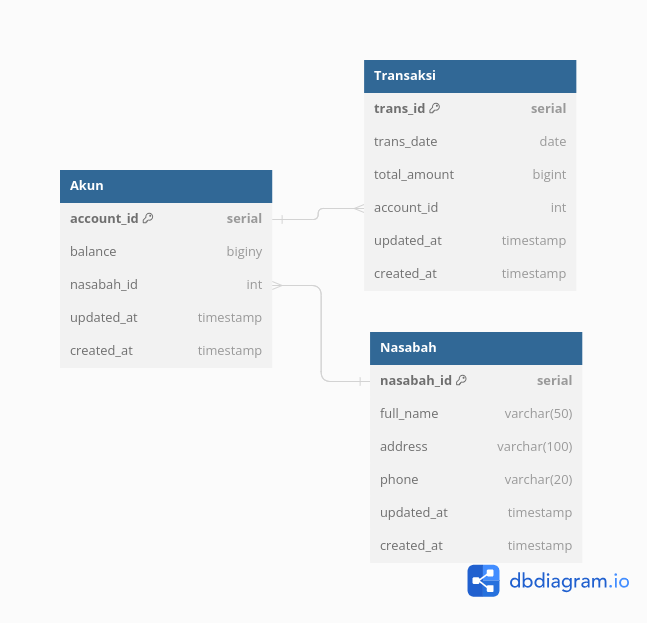 Transaksi
trans_id serial
trans_date date
total_amount bigint
account_id int
updated_at timestamp
created_at timestamp
Akun
account_id serial
balance biginy
nasabah_id int
updated_at timestamp
created_at timestamp
Nasabah
nasabah_id serial
full_name varchar(50)
address varchar(100)
phone varchar(20)
updated_at timestamp
created_at timestamp
dbdiagram.io